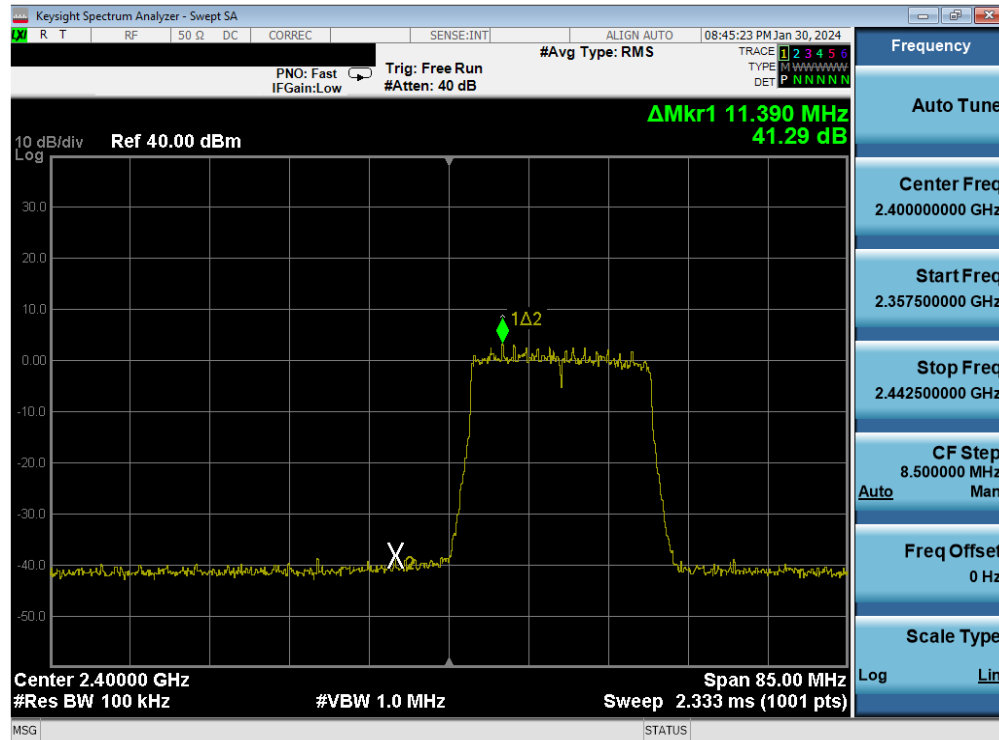 Keysight Spectrum Analyzer - Swept SA
LXI R T RF 50 Ω DC CORREC SENSE:INT ALIGN AUTO 08:45:23 PM Jan 30, 2024
PNO: Fast
IFGain:Low
Trig: Free Run
#Atten: 40 dB
#Avg Type: RMS
TRACE 1 2 3 4 5 6
TYPE M WWWWW
DET P N N N N N
ΔMkr1 11.390 MHz
41.29 dB
10 dB/div
Log
Ref 40.00 dBm
30.0
20.0
10.0
0.00
-10.0
-20.0
-30.0
-40.0
-50.0
1Δ2
X2
Center 2.40000 GHz
#Res BW 100 kHz
#VBW 1.0 MHz
Span 85.00 MHz
Sweep 2.333 ms (1001 pts)
MSG
STATUS
Frequency
Auto Tune
Center Freq
2.400000000 GHz
Start Freq
2.357500000 GHz
Stop Freq
2.442500000 GHz
CF Step
8.500000 MHz
Auto Man
Freq Offset
0 Hz
Scale Type
Log Lin